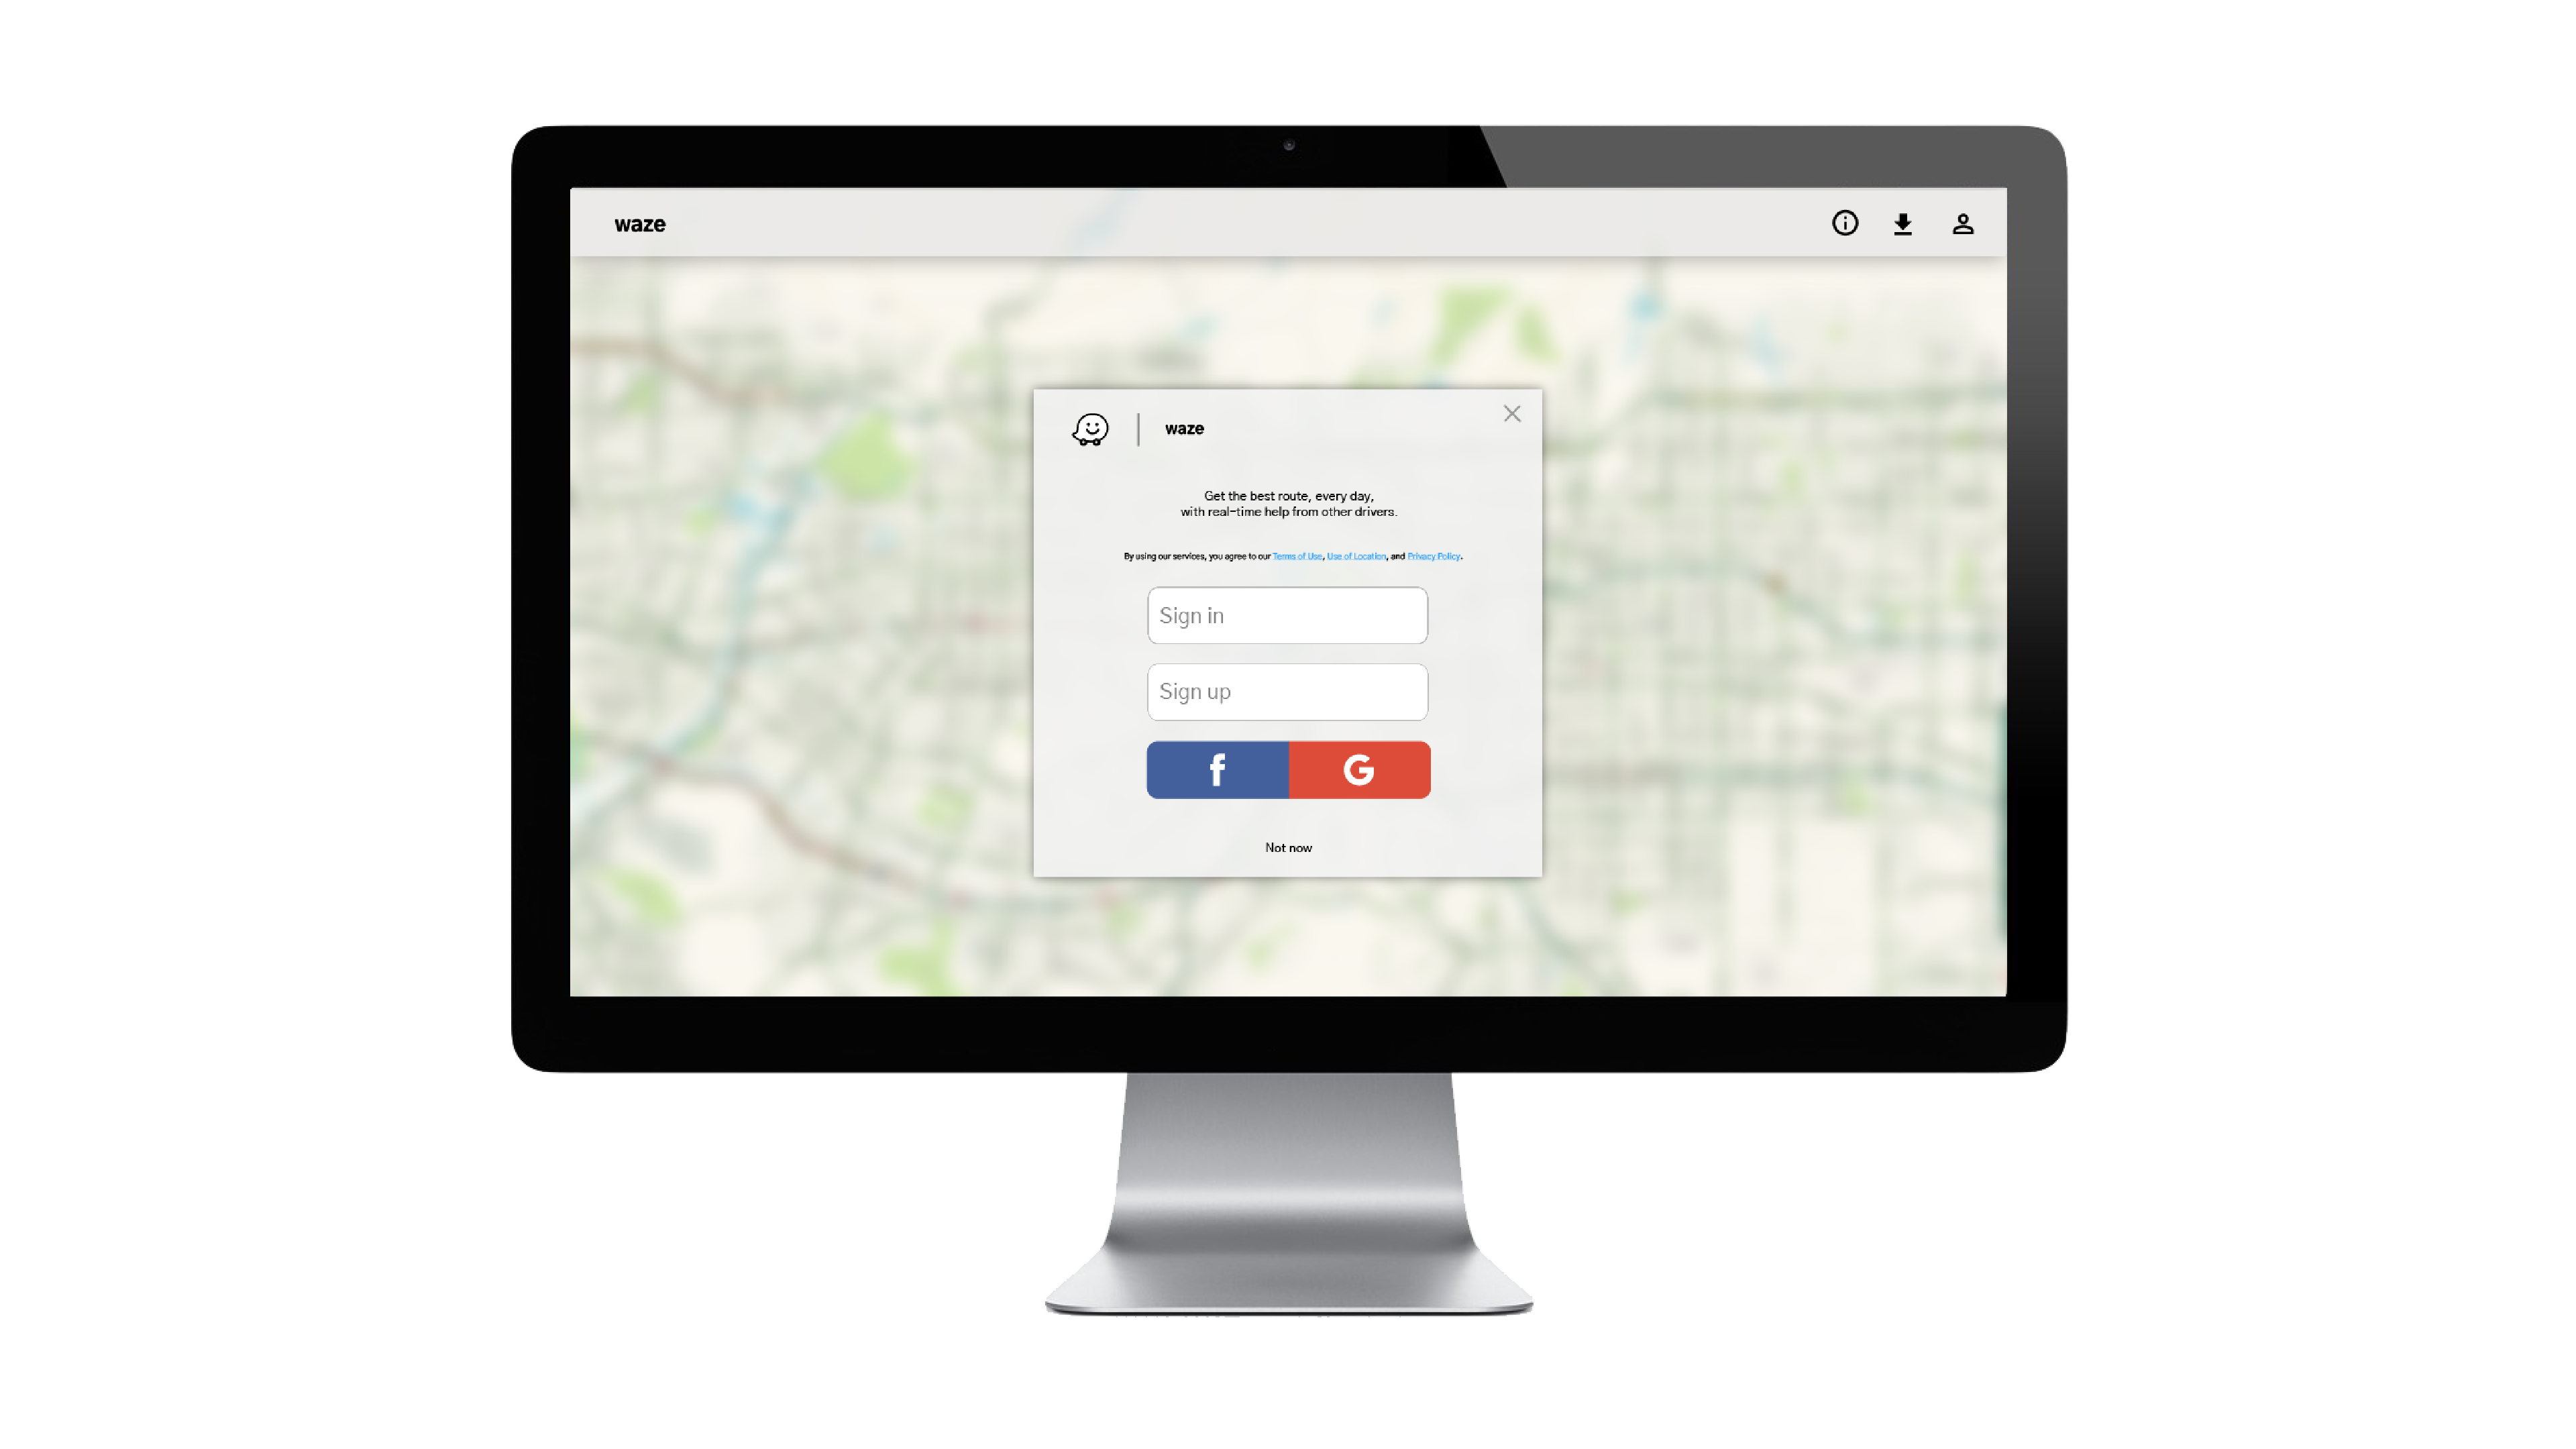 waze
waze
Get the best route, every day,
with real-time help from other drivers.
By using our services, you agree to our Terms of Use, Use of Location, and Privacy Policy.
Sign in
Sign up
f G
Not now